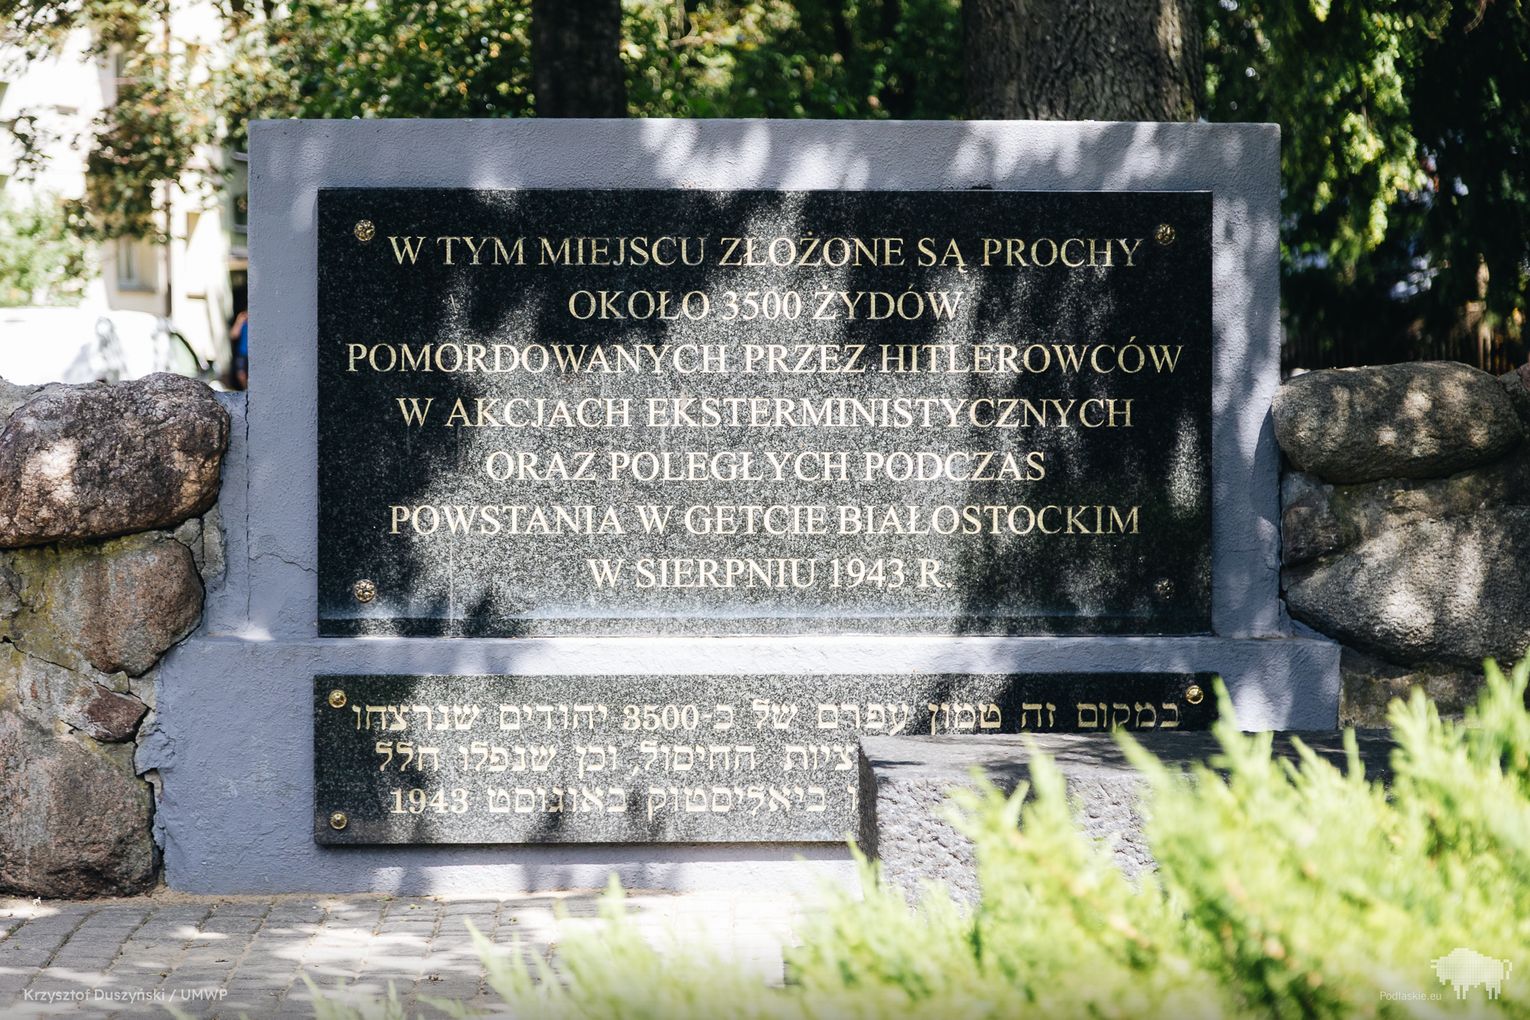 W TYM MIEJSCU ZŁOŻONE SĄ PROCHY
OKOŁO 3500 ŻYDÓW
POMORDOWANYCH PRZEZ HITLEROWCÓW
W AKCJACH EKSTERMINISTYCZNYCH
ORAZ POLEGŁYCH PODCZAS
POWSTANIA W GETCIE BIAŁOSTOCKIM
W SIERPNIU 1943 R.
במקום זה טמון עפרם של כ-3500 יהודים שנרצחו
החיסול, וכן שנפלו חלל
ביאליסטוק באוגוסט 1943
Krzysztof Duszyński / UMWP
Podlaskie.eu